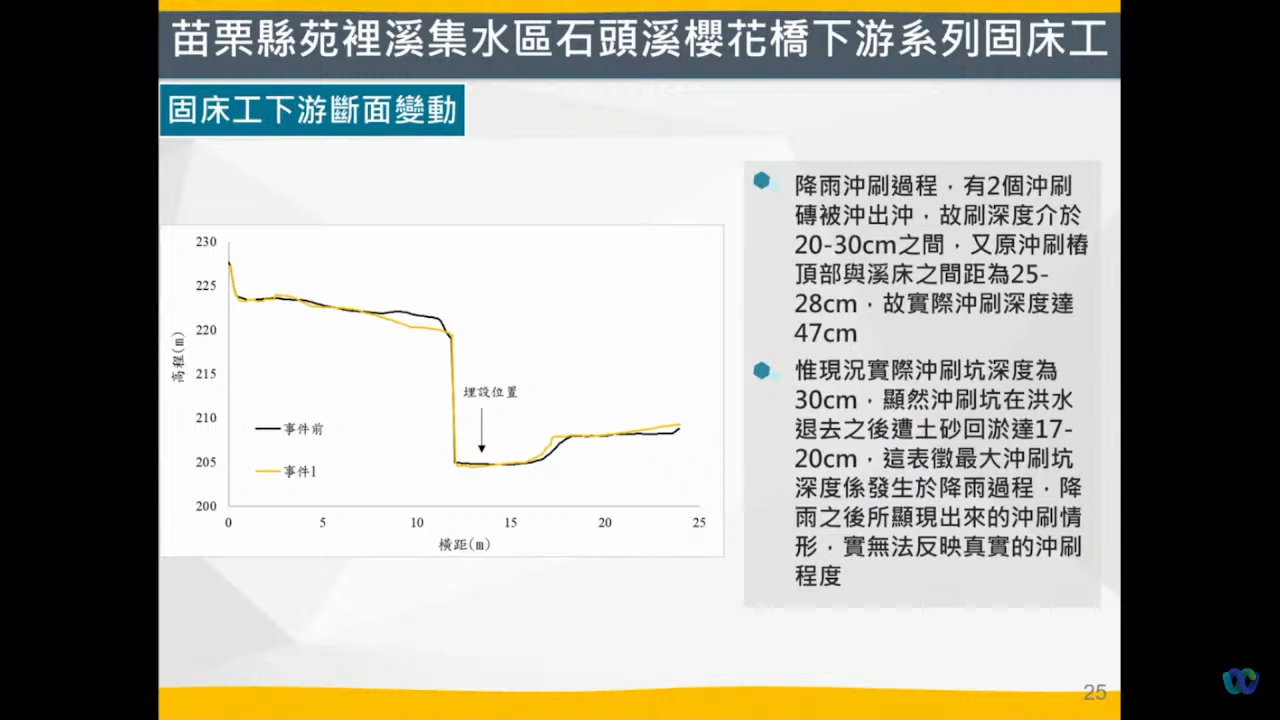 苗栗縣苑裡溪集水區石頭溪櫻花橋下游系列固床工
固床工下游斷面變動
降雨沖刷過程，有2個沖刷
磚被沖出沖，故刷深度介於
20-30cm之間，又原沖刷樁
頂部與溪床之間距為25-
28cm，故實際沖刷深度達
47cm
惟現況實際沖刷坑深度為
30cm，顯然沖刷坑在洪水
退去之後遭土砂回淤達17-
20cm，這表徵最大沖刷坑
深度係發生於降雨過程，降
雨之後所顯現出來的沖刷情
形，實無法反映真實的沖刷
程度
230
225
220
215
210
205
200
高程(m)
埋設位置
事件前
事件1
0 5 10 15 20 25
橫距(m)
25